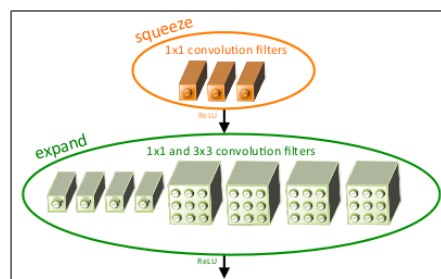 squeeze
1x1 convolution filters
ReLU
expand
1x1 and 3x3 convolution filters
ReLU